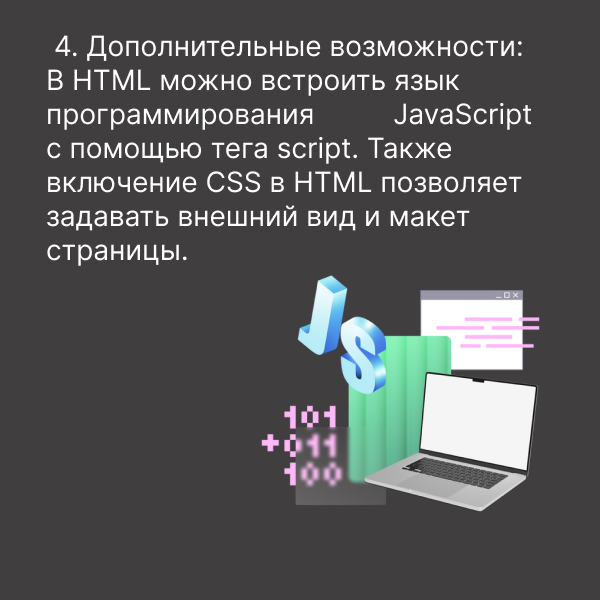 4. Дополнительные возможности:
В HTML можно встроить язык
программирования JavaScript
с помощью тега script. Также
включение CSS в HTML позволяет
задавать внешний вид и макет
страницы.
JS
101
+011
100